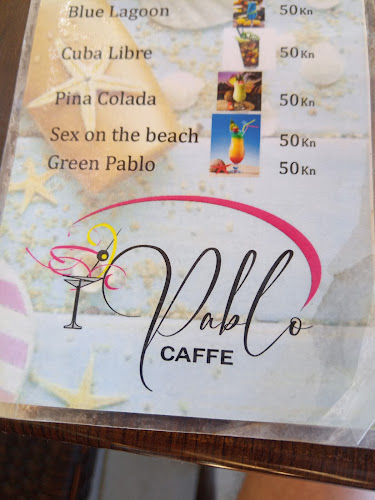 Blue Lagoon 50Kn
Cuba Libre 50Kn
Pina Colada 50Kn
Sex on the beach 50Kn
Green Pablo 50Kn
Pablo
CAFFE